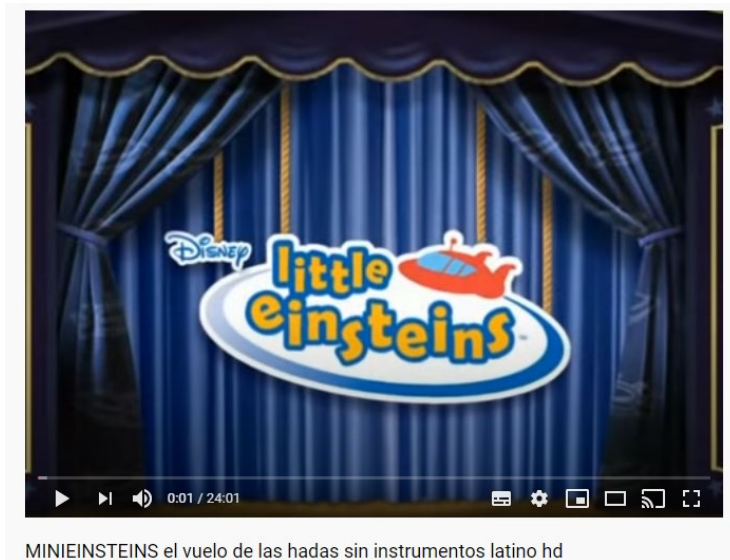 Disney
little
einsteins
0:01 / 24:01
MINIEINSTEINS el vuelo de las hadas sin instrumentos latino hd